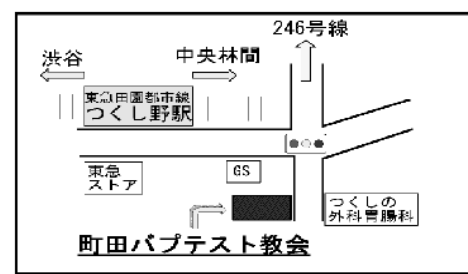 246号線
渋谷
中央林間
東急田園都市線
つくし野駅
東急
ストア
GS
つくしの
外科胃腸科
町田バプテスト教会